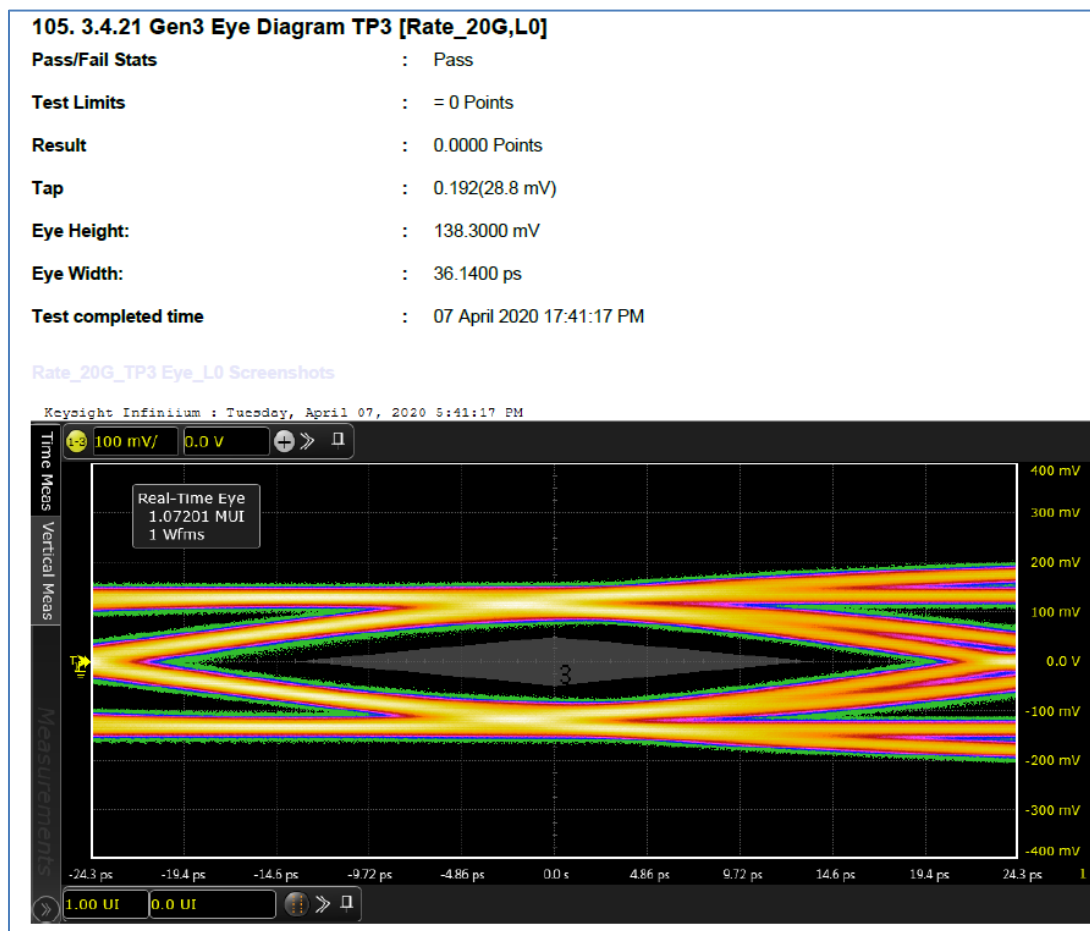 105. 3.4.21 Gen3 Eye Diagram TP3 [Rate_20G,L0]
Pass/Fail Stats : Pass
Test Limits : = 0 Points
Result : 0.0000 Points
Tap : 0.192(28.8 mV)
Eye Height: : 138.3000 mV
Eye Width: : 36.1400 ps
Test completed time : 07 April 2020 17:41:17 PM
Rate_20G_TP3 Eye_L0 Screenshots
Keysight Infiniium : Tuesday, April 07, 2020 5:41:17 PM
Time Meas
Vertical Meas
Measurements
1-3 100 mV/ 0.0 V
Real-Time Eye
1.07201 MUI
1 Wfms
400 mV
300 mV
200 mV
100 mV
0.0 V
-100 mV
-200 mV
-300 mV
-400 mV
3
-24.3 ps -19.4 ps -14.6 ps -9.72 ps -4.86 ps 0.0 s 4.86 ps 9.72 ps 14.6 ps 19.4 ps 24.3 ps 1
1.00 UI 0.0 UI